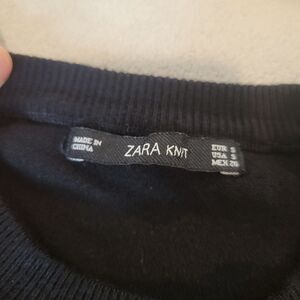 MADE IN
CHINA
ZARA KNIT
EUR S
USA S
MEX 26